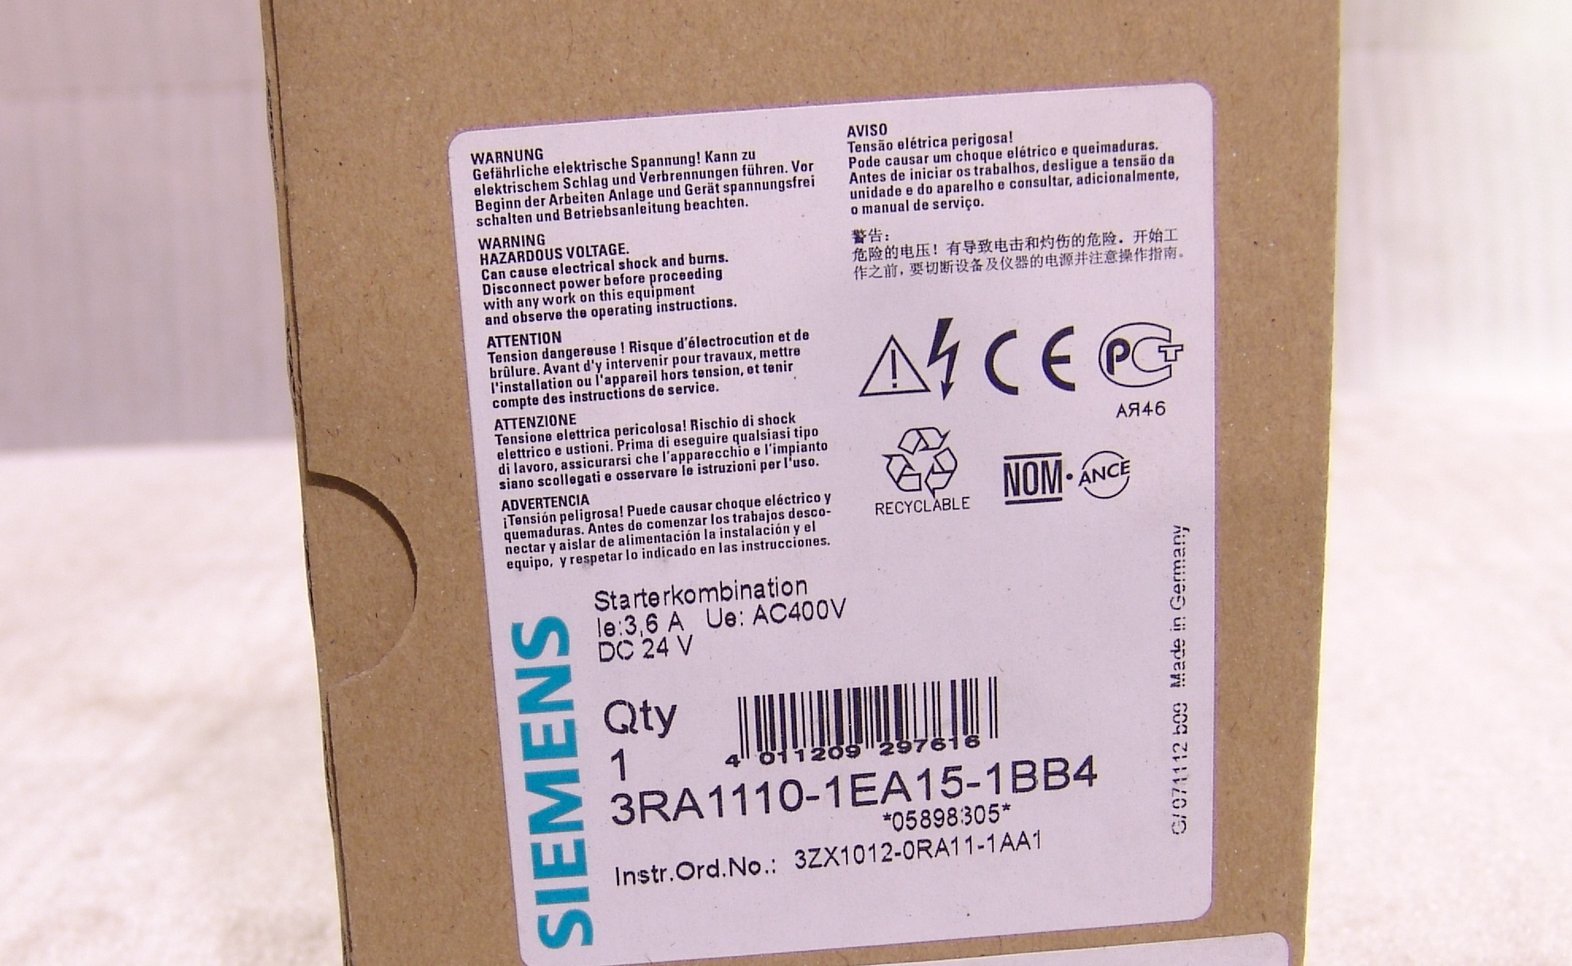 WARNUNG
Gefährliche elektrische Spannung! Kann zu
elektrischem Schlag und Verbrennungen führen. Vor
Beginn der Arbeiten Anlage und Gerät spannungsfrei
schalten und Betriebsanleitung beachten.
WARNING
HAZARDOUS VOLTAGE.
Can cause electrical shock and burns.
Disconnect power before proceeding
with any work on this equipment
and observe the operating instructions.
ATTENTION
Tension dangereuse ! Risque d'électrocution et de
brûlure. Avant d'y intervenir pour travaux, mettre
l'installation ou l'appareil hors tension, et tenir
compte des instructions de service.
ATTENZIONE
Tensione elettrica pericolosa! Rischio di shock
elettrico e ustioni. Prima di eseguire qualsiasi tipo
di lavoro, assicurarsi che l'apparecchio e l'impianto
siano scollegati e osservare le istruzioni per l'uso.
ADVERTENCIA
¡Tensión peligrosa! Puede causar choque eléctrico y
quemaduras. Antes de comenzar los trabajos desco-
nectar y aislar de alimentación la instalación y el
equipo, y respetar lo indicado en las instrucciones.
AVISO
Tensão elétrica perigosa!
Pode causar um choque elétrico e queimaduras.
Antes de iniciar os trabalhos, desligue a tensão da
unidade e do aparelho e consultar, adicionalmente,
o manual de serviço.
警告:
危险的电压! 有导致电击和灼伤的危险. 开始工
作之前, 要切断设备及仪器的电源并注意操作指南。
CE
РСТ
АЯ46
RECYCLABLE
NOM·ANCE
SIEMENS
Starterkombination
Ie:3,6 A Ue: AC400V
DC 24 V
Qty
1
4 011209 297616
3RA1110-1EA15-1BB4
*05898305*
Instr.Ord.No.: 3ZX1012-0RA11-1AA1
G/071112 b09 Made in Germany